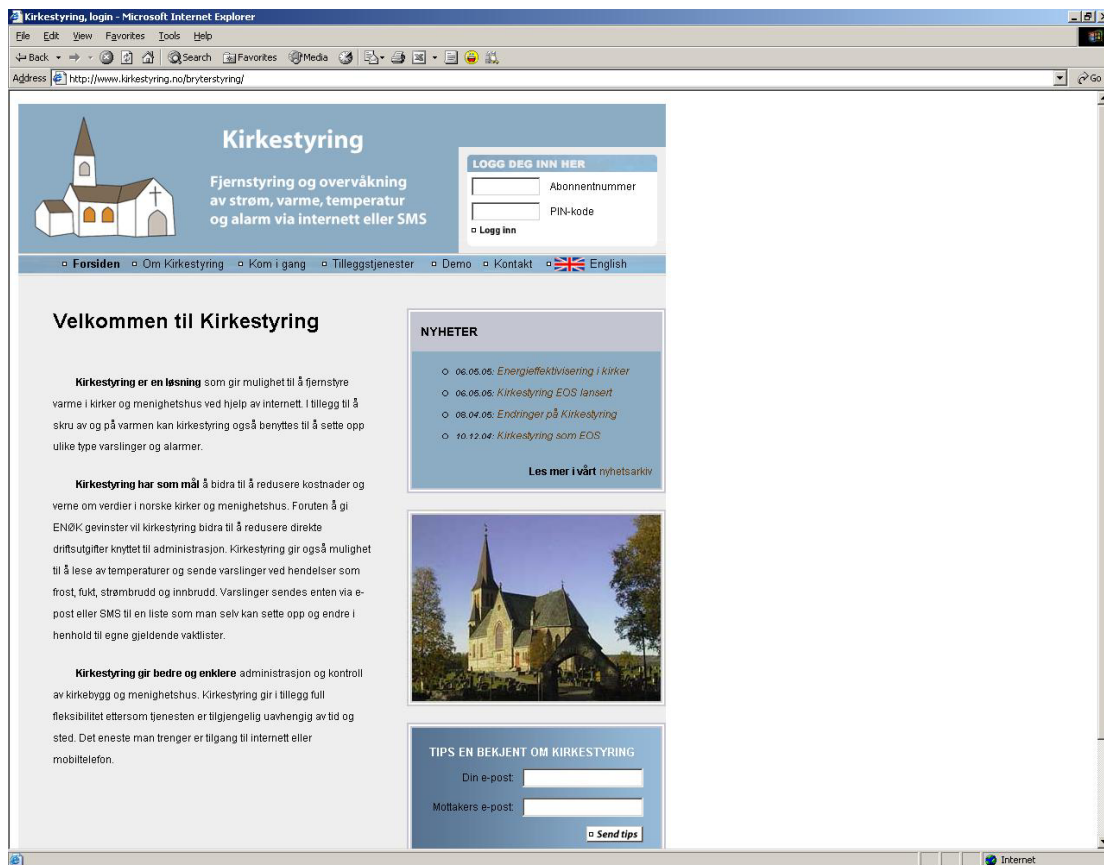 Kirkestyring, login - Microsoft Internet Explorer
File Edit View Favorites Tools Help
Back Search Favorites Media
Address http://www.kirkestyring.no/bryterstyring/ Go
Kirkestyring
Fjernstyring og overvåkning
av strøm, varme, temperatur
og alarm via internett eller SMS
LOGG DEG INN HER
Abonnentnummer
PIN-kode
Logg inn
Forsiden Om Kirkestyring Kom i gang Tilleggstjenester Demo Kontakt English
Velkommen til Kirkestyring
Kirkestyring er en løsning som gir mulighet til å fjernstyre
varme i kirker og menighetshus ved hjelp av internett. I tillegg til å
skru av og på varmen kan kirkestyring også benyttes til å sette opp
ulike type varslinger og alarmer.
Kirkestyring har som mål å bidra til å redusere kostnader og
verne om verdier i norske kirker og menighetshus. Foruten å gi
ENØK gevinster vil kirkestyring bidra til å redusere direkte
driftsutgifter knyttet til administrasjon. Kirkestyring gir også mulighet
til å lese av temperaturer og sende varslinger ved hendelser som
frost, fukt, strømbrudd og innbrudd. Varslinger sendes enten via e-
post eller SMS til en liste som man selv kan sette opp og endre i
henhold til egne gjeldende vaktlister.
Kirkestyring gir bedre og enklere administrasjon og kontroll
av kirkebygg og menighetshus. Kirkestyring gir i tillegg full
fleksibilitet ettersom tjenesten er tilgjengelig uavhengig av tid og
sted. Det eneste man trenger er tilgang til internett eller
mobiltelefon.
NYHETER
Energieffektivisering i kirker
Kirkestyring EOS lansert
Endringer på Kirkestyring
10.12.04: Kirkestyring som EOS
Les mer i vårt nyhetsarkiv
TIPS EN BEKJENT OM KIRKESTYRING
Din e-post:
Mottakers e-post:
Send tips
Internet